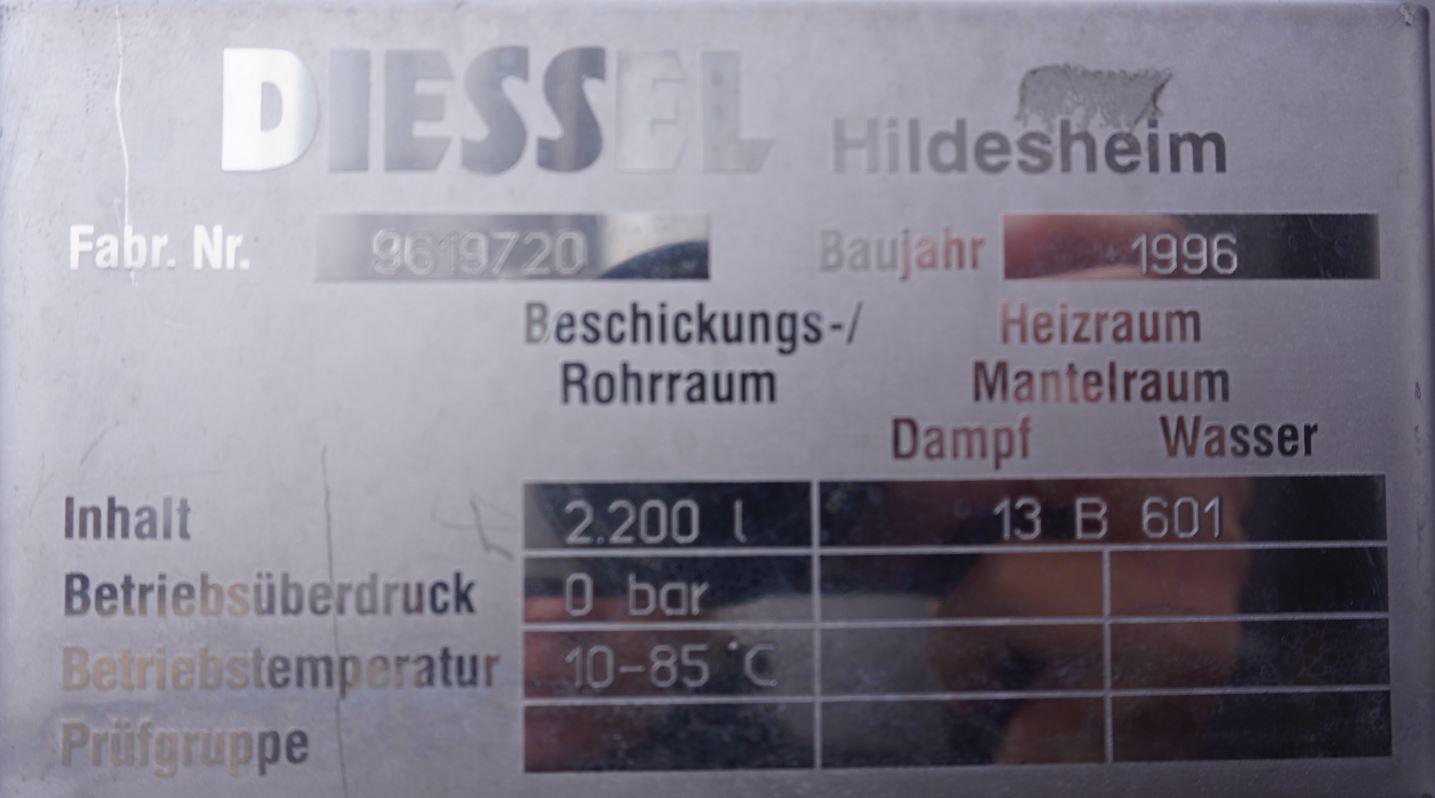 DIESSEL Hildesheim
Fabr. Nr. 9619720 Baujahr 1996
Beschickungs-/ Heizraum
Rohrraum Mantelraum
Dampf Wasser
Inhalt 2.200 l 13 B 601
Betriebsüberdruck 0 bar
Betriebstemperatur 10-85 °C
Prüfgruppe